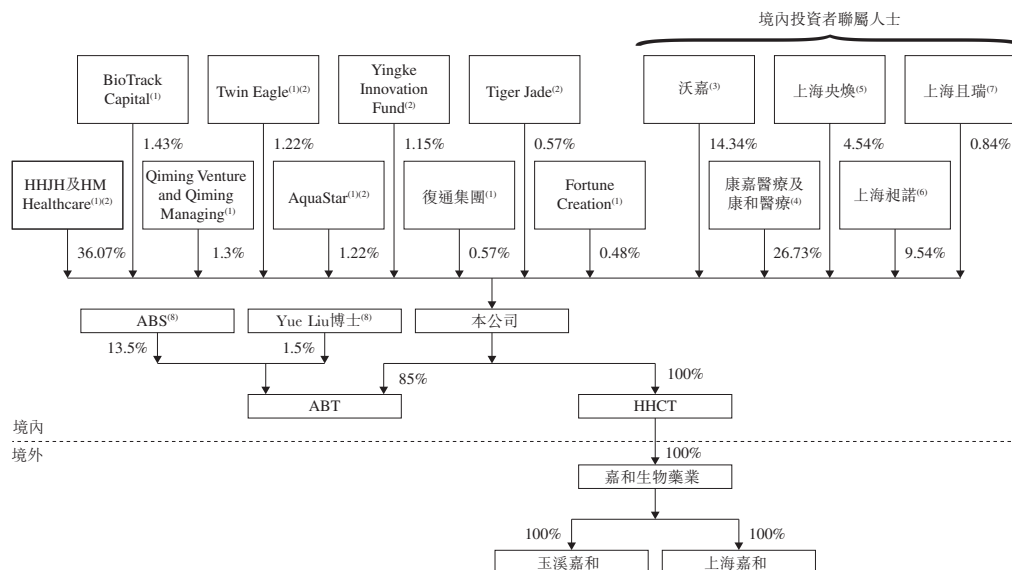 境內投資者聯屬人士
BioTrack
Capital(1)
Twin Eagle(1)(2)
Yingke
Innovation
Fund(2)
Tiger Jade(2)
沃嘉(3)
上海央煥(5)
上海且瑞(7)
1.43%
1.22%
1.15%
0.57%
14.34%
4.54%
0.84%
HHJH及HM
Healthcare(1)(2)
Qiming Venture
and Qiming
Managing(1)
AquaStar(1)(2)
復通集團(1)
Fortune
Creation(1)
康嘉醫療及
康和醫療(4)
上海昶諾(6)
36.07%
1.3%
1.22%
0.57%
0.48%
26.73%
9.54%
ABS(8)
Yue Liu博士(8)
本公司
13.5%
1.5%
85%
100%
ABT
HHCT
境內
境外
100%
嘉和生物藥業
100%
100%
玉溪嘉和
上海嘉和